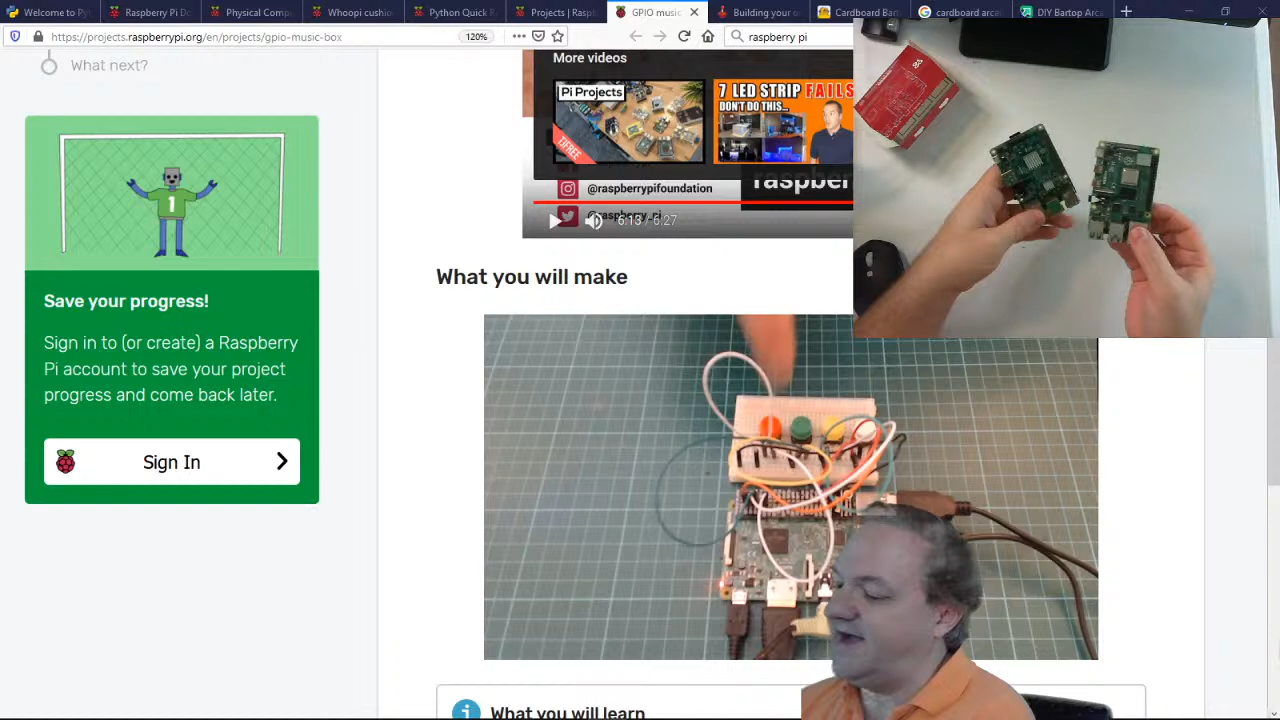 Welcome to Py
Raspberry Pi D
Physical Comp
Whoopi cushio
Python Quick R
Projects | Raspb
GPIO music
Building your o
Cardboard Bart
cardboard arca
DIY Bartop Arca
https://projects.raspberrypi.org/en/projects/gpio-music-box
120%
raspberry pi
What next?
Save your progress!
Sign in to (or create) a Raspberry
Pi account to save your project
progress and come back later.
Sign In
1
More videos
Pi Projects
7 LED STRIP FAILS
DON'T DO THIS...
@raspberrypifoundation
@raspberry_pi
raspber
6:13 / 6:27
What you will make
What you will learn